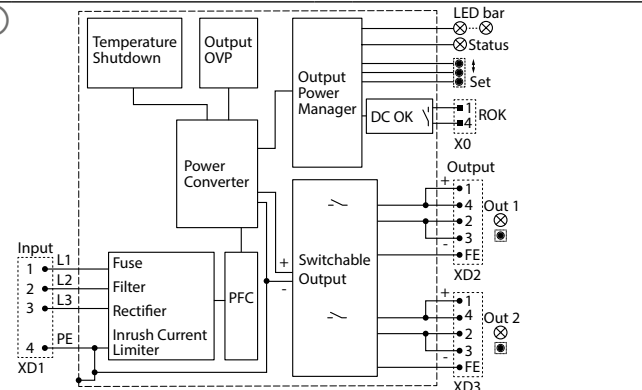 LED bar
Status
Set
Temperature
Shutdown
Output
OVP
Output
Power
Manager
DC OK
1
4
ROK
X0
Power
Converter
Output
+
1
4
2
3
-
FE
Out 1
XD2
Switchable
Output
+
-
Input
1
2
3
4
L1
L2
L3
PE
XD1
Fuse
Filter
Rectifier
Inrush Current
Limiter
PFC
+
1
4
2
3
-
FE
Out 2
XD3